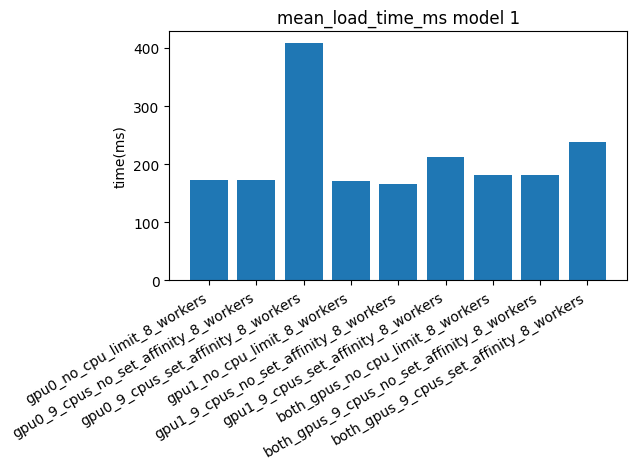 mean_load_time_ms model 1
time(ms)
400
300
200
100
0
gpu0_no_cpu_limit_8_workers
gpu0_9_cpus_no_set_affinity_8_workers
gpu0_9_cpus_set_affinity_8_workers
gpu1_no_cpu_limit_8_workers
gpu1_9_cpus_no_set_affinity_8_workers
gpu1_9_cpus_set_affinity_8_workers
both_gpus_no_cpu_limit_8_workers
both_gpus_9_cpus_no_set_affinity_8_workers
both_gpus_9_cpus_set_affinity_8_workers